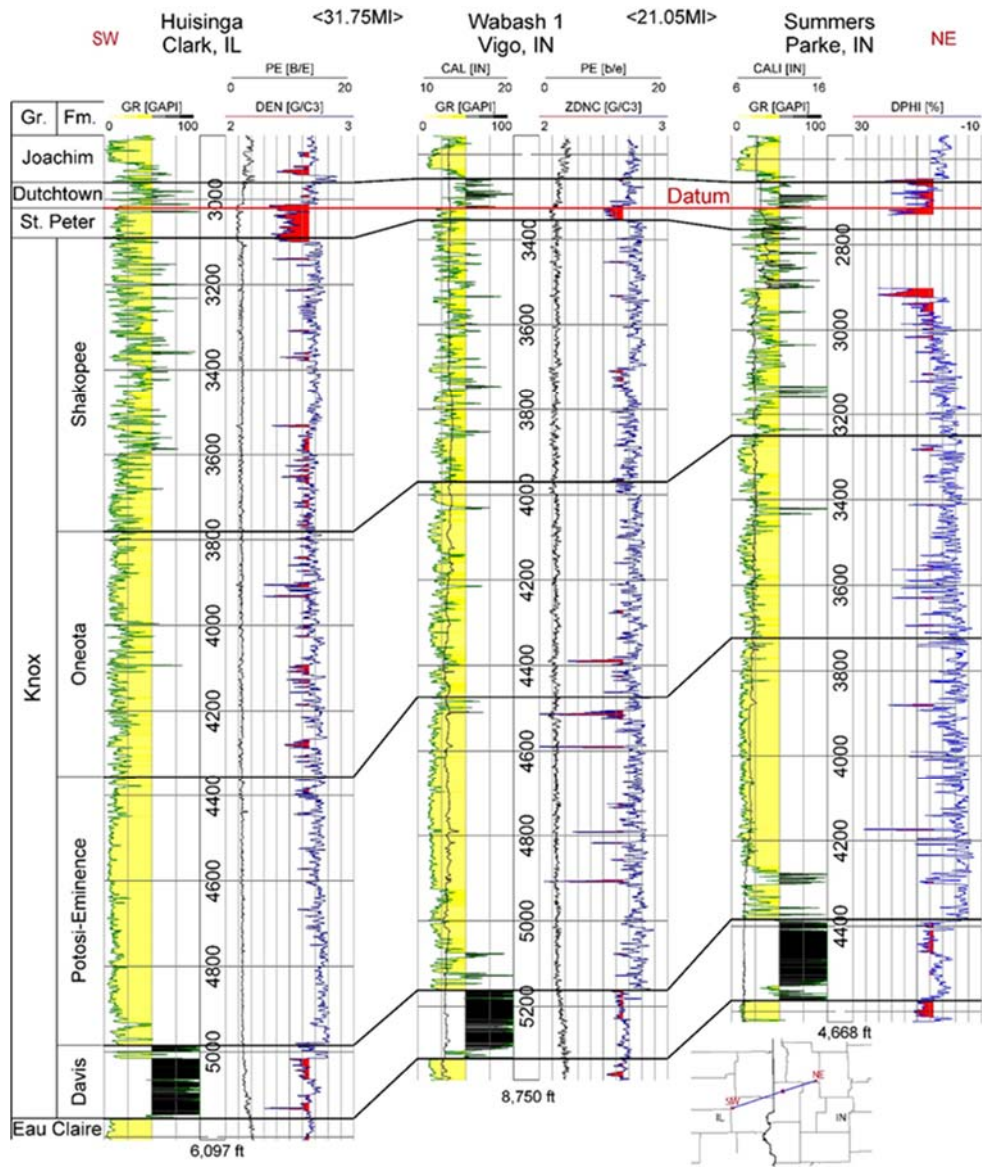 Huisinga <31.75MI> Wabash 1 <21.05MI> Summers
SW Clark, IL Vigo, IN Parke, IN NE
PE [B/E] CAL [IN] PE [b/e] CALI [IN]
0 20 10 20 0 20 6 16
Gr. Fm. GR [GAPI] DEN [G/C3] GR [GAPI] ZDNC [G/C3] GR [GAPI] DPHI [%]
0 100 2 3 0 100 2 3 0 100 30 -10
Joachim
Dutchtown
St. Peter
Datum
Knox
Shakopee
Oneota
Potosi-Eminence
Davis
Eau Claire
3000
3200
3400
3600
3800
4000
4200
4400
4600
4800
5000
6,097 ft
3400
3600
3800
4000
4200
4400
4600
4800
5000
5200
8,750 ft
2800
3000
3200
3400
3600
3800
4000
4200
4400
4,668 ft
NE
SW
IL IN